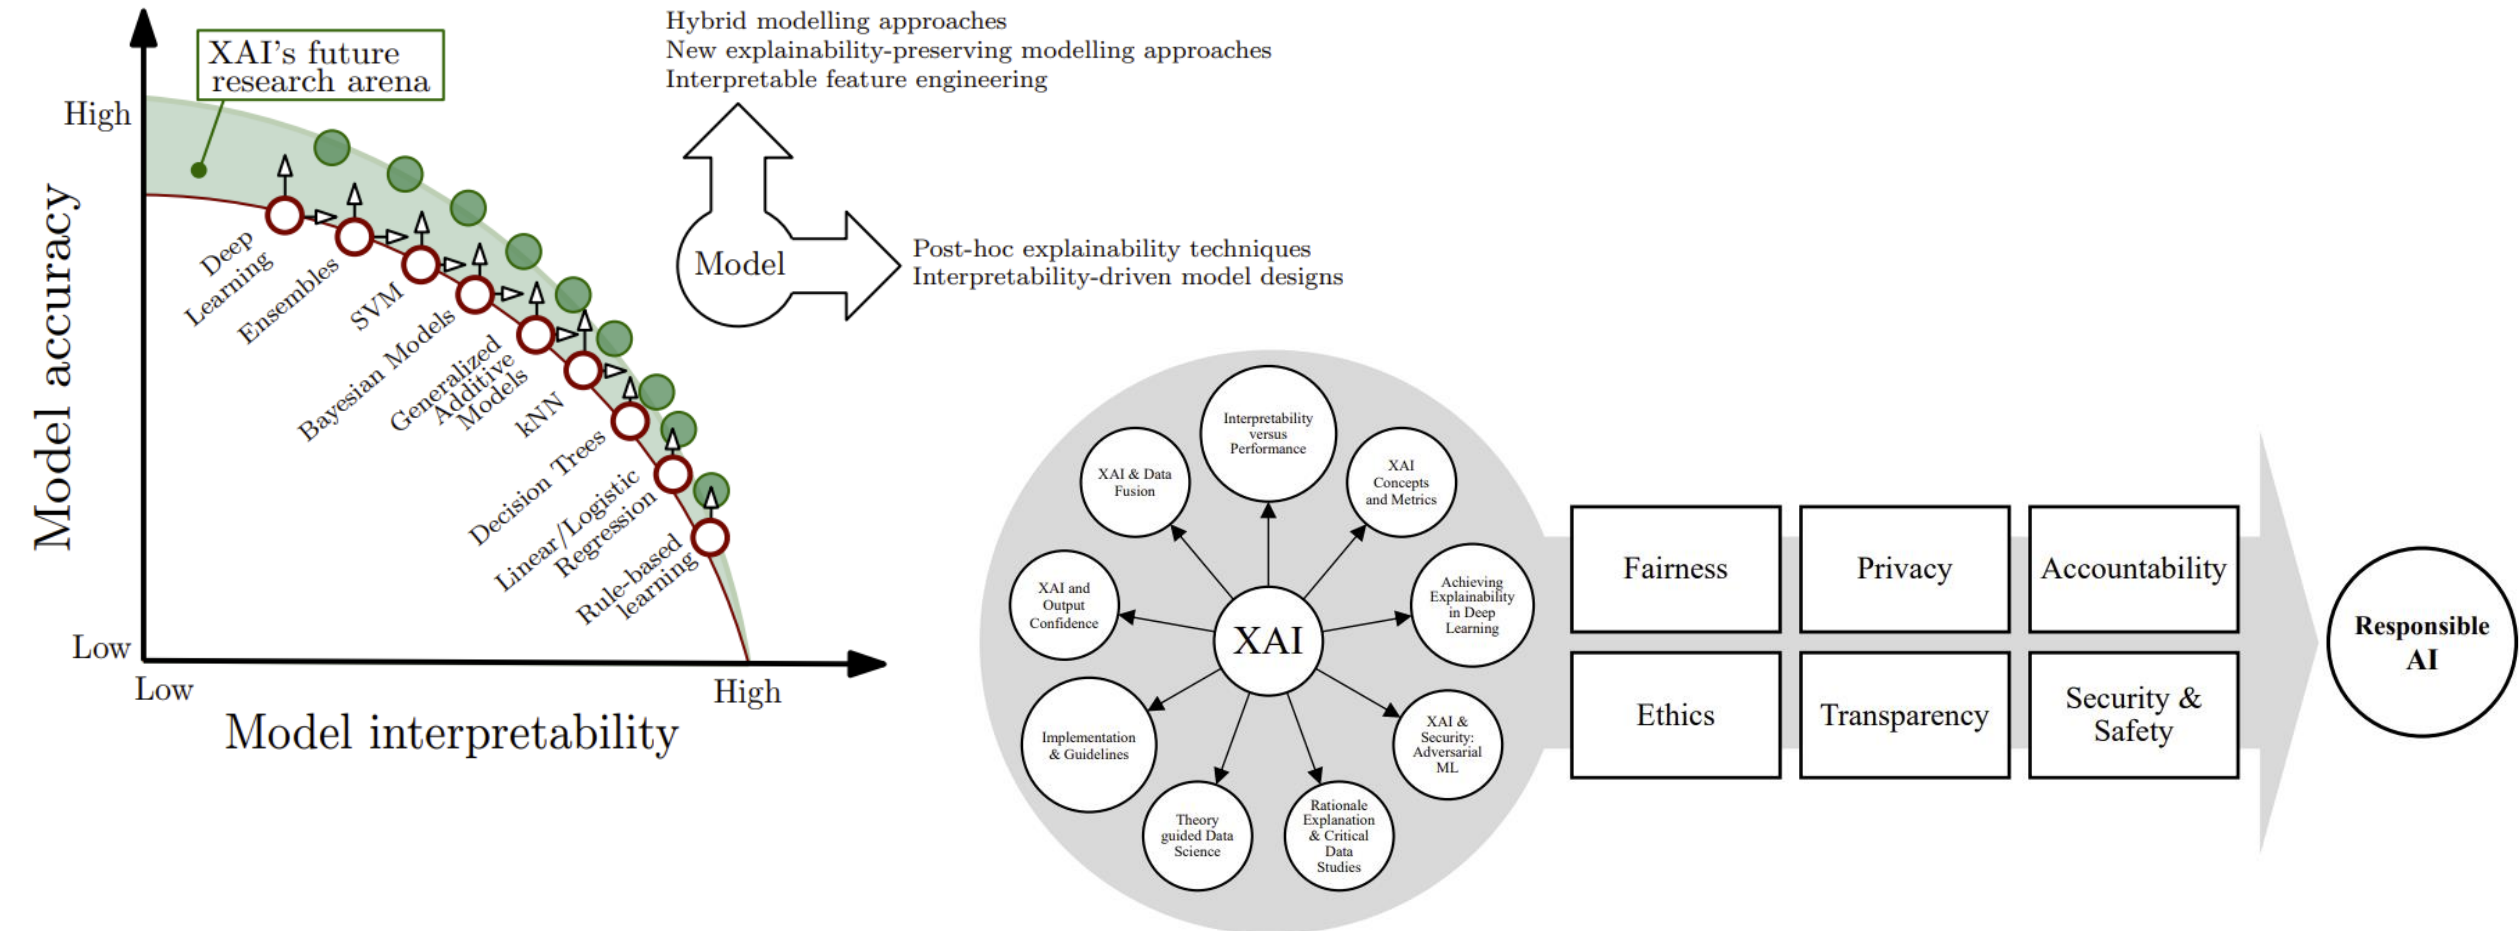 XAI's future
research arena
High
Model accuracy
Low
Low
High
Model interpretability
Deep
Learning
Ensembles
SVM
Bayesian Models
Generalized
Additive
Models
kNN
Decision Trees
Linear/Logistic
Regression
Rule-based
learning
Hybrid modelling approaches
New explainability-preserving modelling approaches
Interpretable feature engineering
Model
Post-hoc explainability techniques
Interpretability-driven model designs
XAI
Interpretability
versus
Performance
XAI
Concepts
and Metrics
Achieving
Explainability
in Deep
Learning
XAI &
Security:
Adversarial
ML
Rationale
Explanation
& Critical
Data
Studies
Theory
guided Data
Science
Implementation
& Guidelines
XAI and
Output
Confidence
XAI & Data
Fusion
Fairness
Privacy
Accountability
Ethics
Transparency
Security &
Safety
Responsible
AI